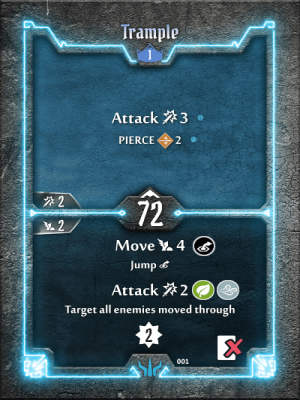 Trample
1
Attack 3
PIERCE 2
2
72
2
Move 4
Jump
Attack 2
Target all enemies moved through
2
001